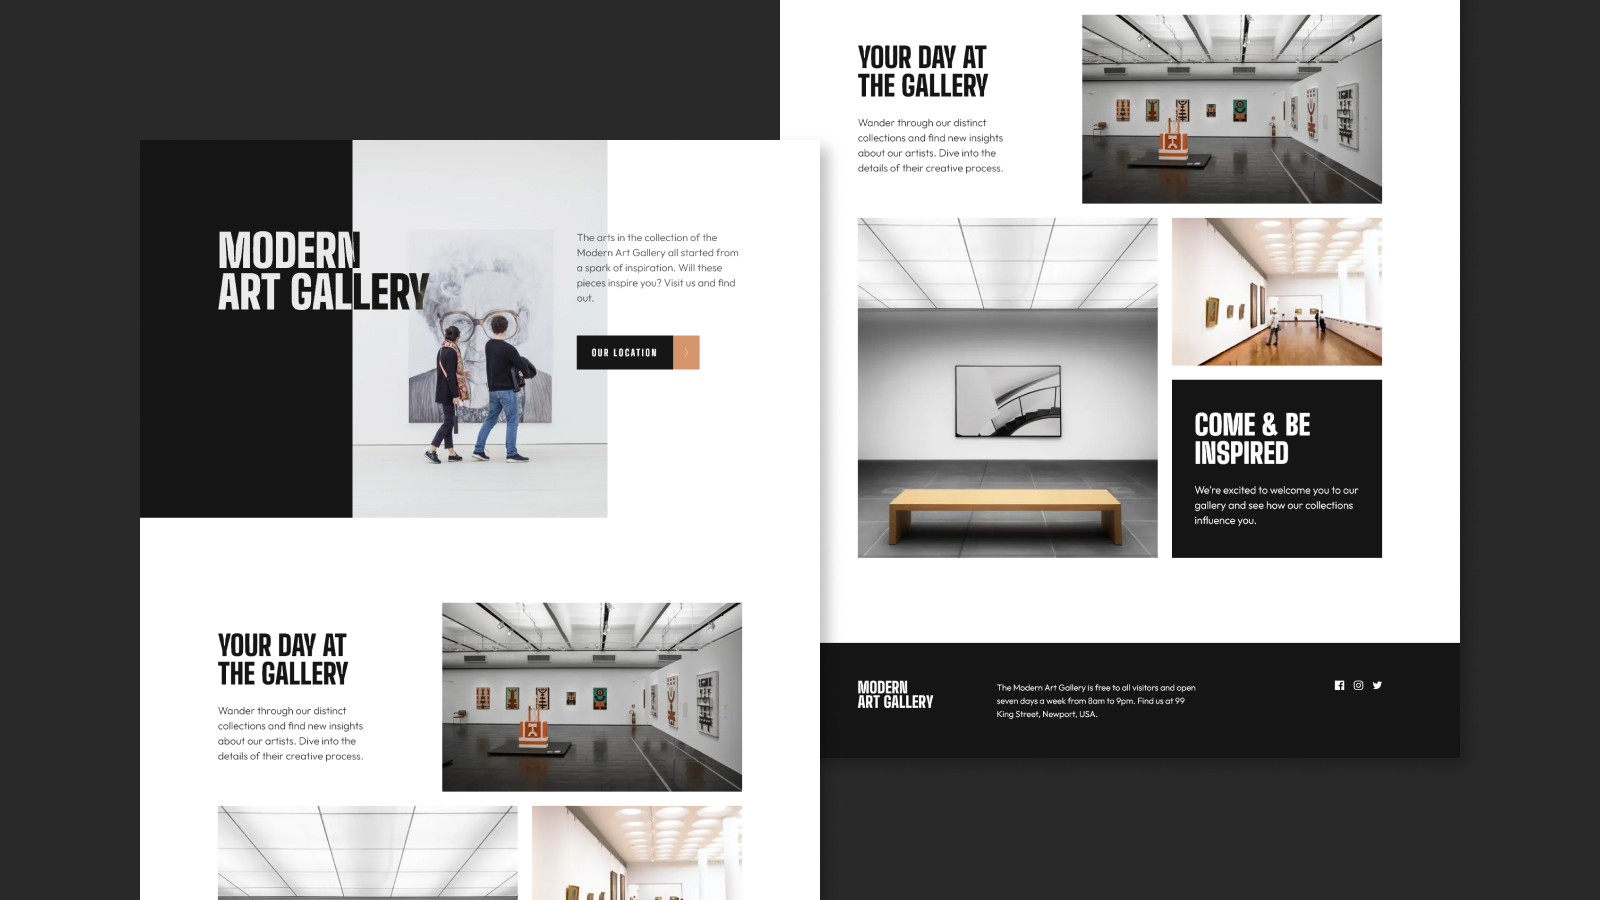 MODERN
ART GALLERY
The arts in the collection of the
Modern Art Gallery all started from
a spark of inspiration. Will these
pieces inspire you? Visit us and find
out.
OUR LOCATION
YOUR DAY AT
THE GALLERY
Wander through our distinct
collections and find new insights
about our artists. Dive into the
details of their creative process.
YOUR DAY AT
THE GALLERY
Wander through our distinct
collections and find new insights
about our artists. Dive into the
details of their creative process.
COME & BE
INSPIRED
We're excited to welcome you to our
gallery and see how our collections
influence you.
MODERN
ART GALLERY
The Modern Art Gallery is free to all visitors and open
seven days a week from 8am to 9pm. Find us at 99
King Street, Newport, USA.